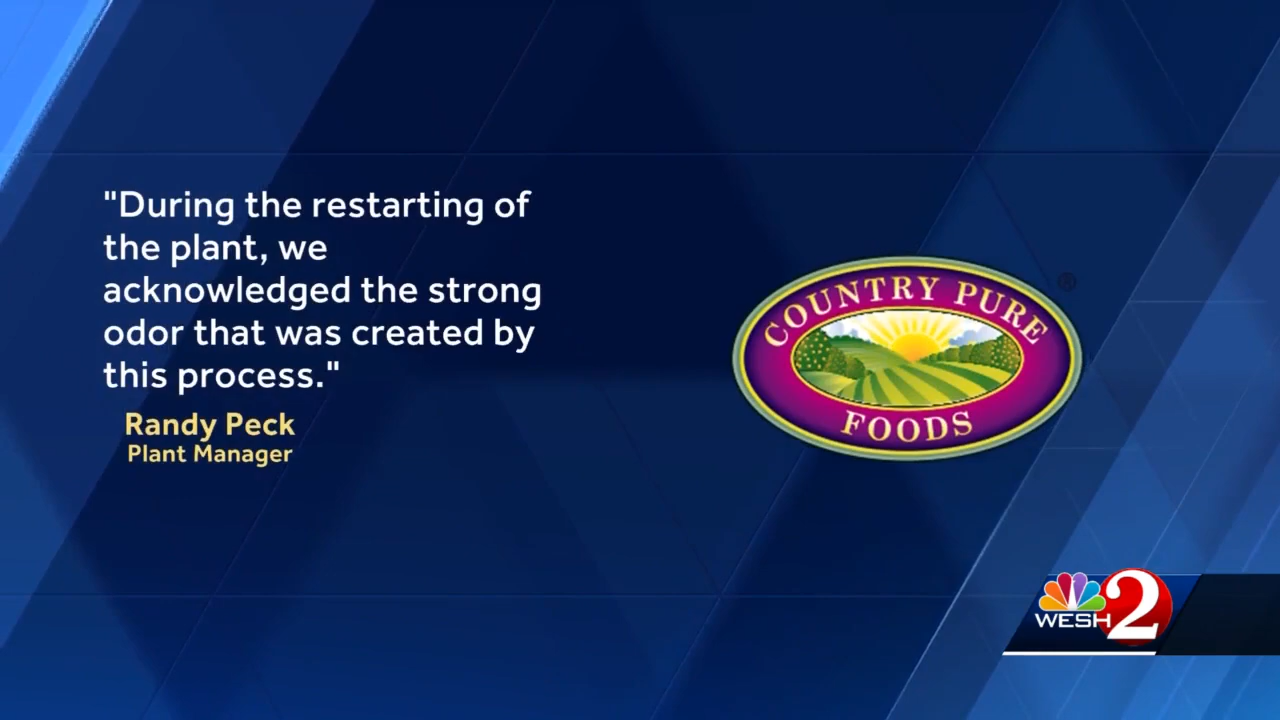 "During the restarting of
the plant, we
acknowledged the strong
odor that was created by
this process."
Randy Peck
Plant Manager
COUNTRY PURE
FOODS
®
WESH 2